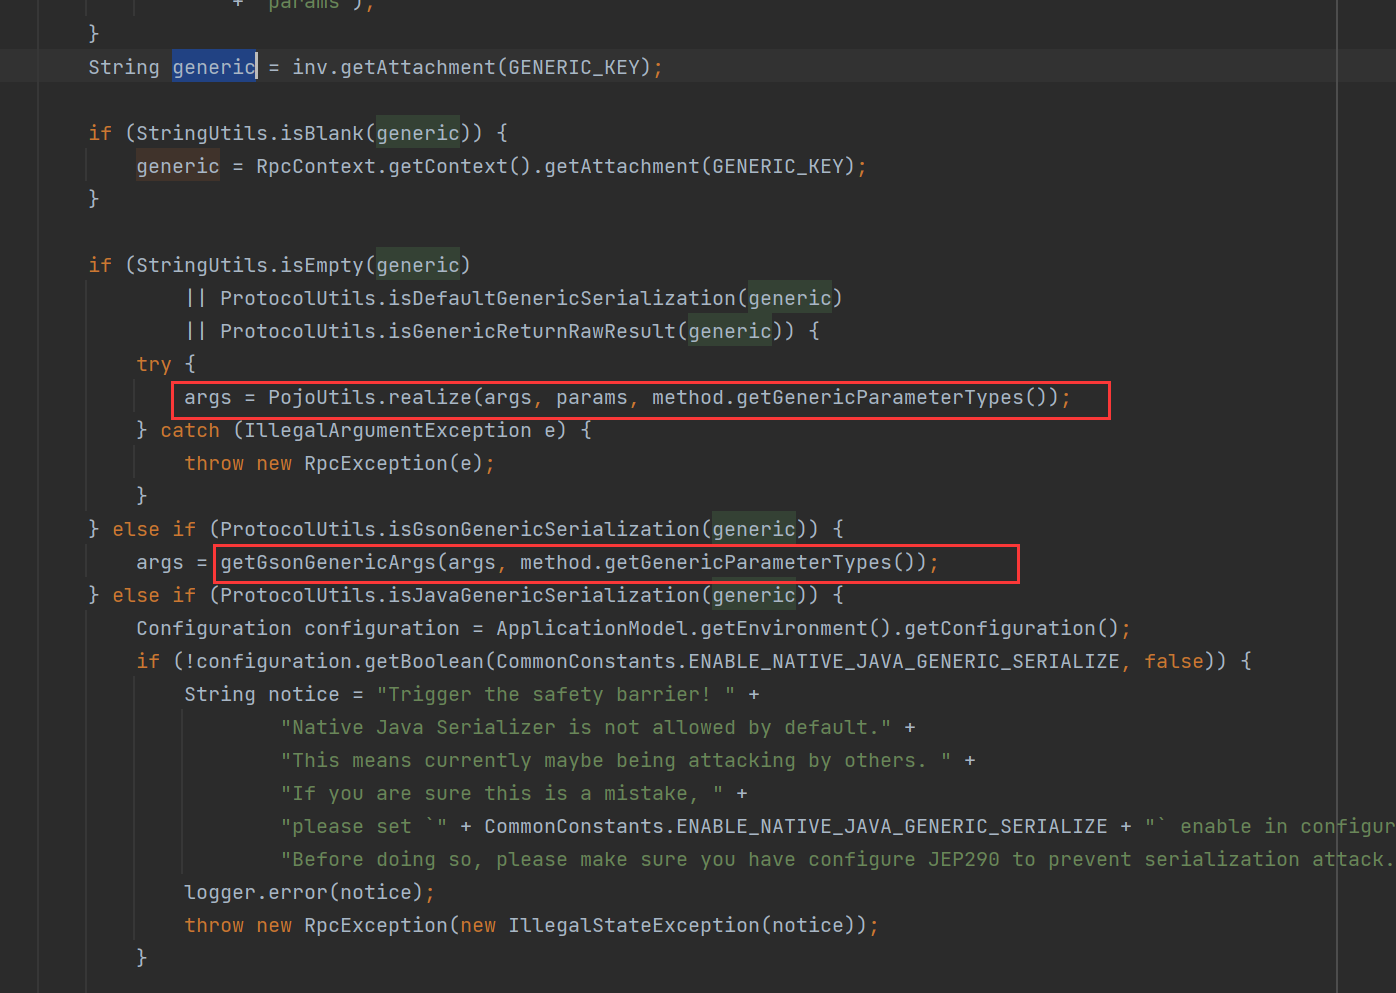 + "params");
}
String generic = inv.getAttachment(GENERIC_KEY);
if (StringUtils.isBlank(generic)) {
generic = RpcContext.getContext().getAttachment(GENERIC_KEY);
}
if (StringUtils.isEmpty(generic)
|| ProtocolUtils.isDefaultGenericSerialization(generic)
|| ProtocolUtils.isGenericReturnRawResult(generic)) {
try {
args = PojoUtils.realize(args, params, method.getGenericParameterTypes());
} catch (IllegalArgumentException e) {
throw new RpcException(e);
}
} else if (ProtocolUtils.isGsonGenericSerialization(generic)) {
args = getGsonGenericArgs(args, method.getGenericParameterTypes());
} else if (ProtocolUtils.isJavaGenericSerialization(generic)) {
Configuration configuration = ApplicationModel.getEnvironment().getConfiguration();
if (!configuration.getBoolean(CommonConstants.ENABLE_NATIVE_JAVA_GENERIC_SERIALIZE, false)) {
String notice = "Trigger the safety barrier! " +
"Native Java Serializer is not allowed by default." +
"This means currently maybe being attacking by others. " +
"If you are sure this is a mistake, " +
"please set `" + CommonConstants.ENABLE_NATIVE_JAVA_GENERIC_SERIALIZE + "` enable in configur
"Before doing so, please make sure you have configure JEP290 to prevent serialization attack.
logger.error(notice);
throw new RpcException(new IllegalStateException(notice));
}